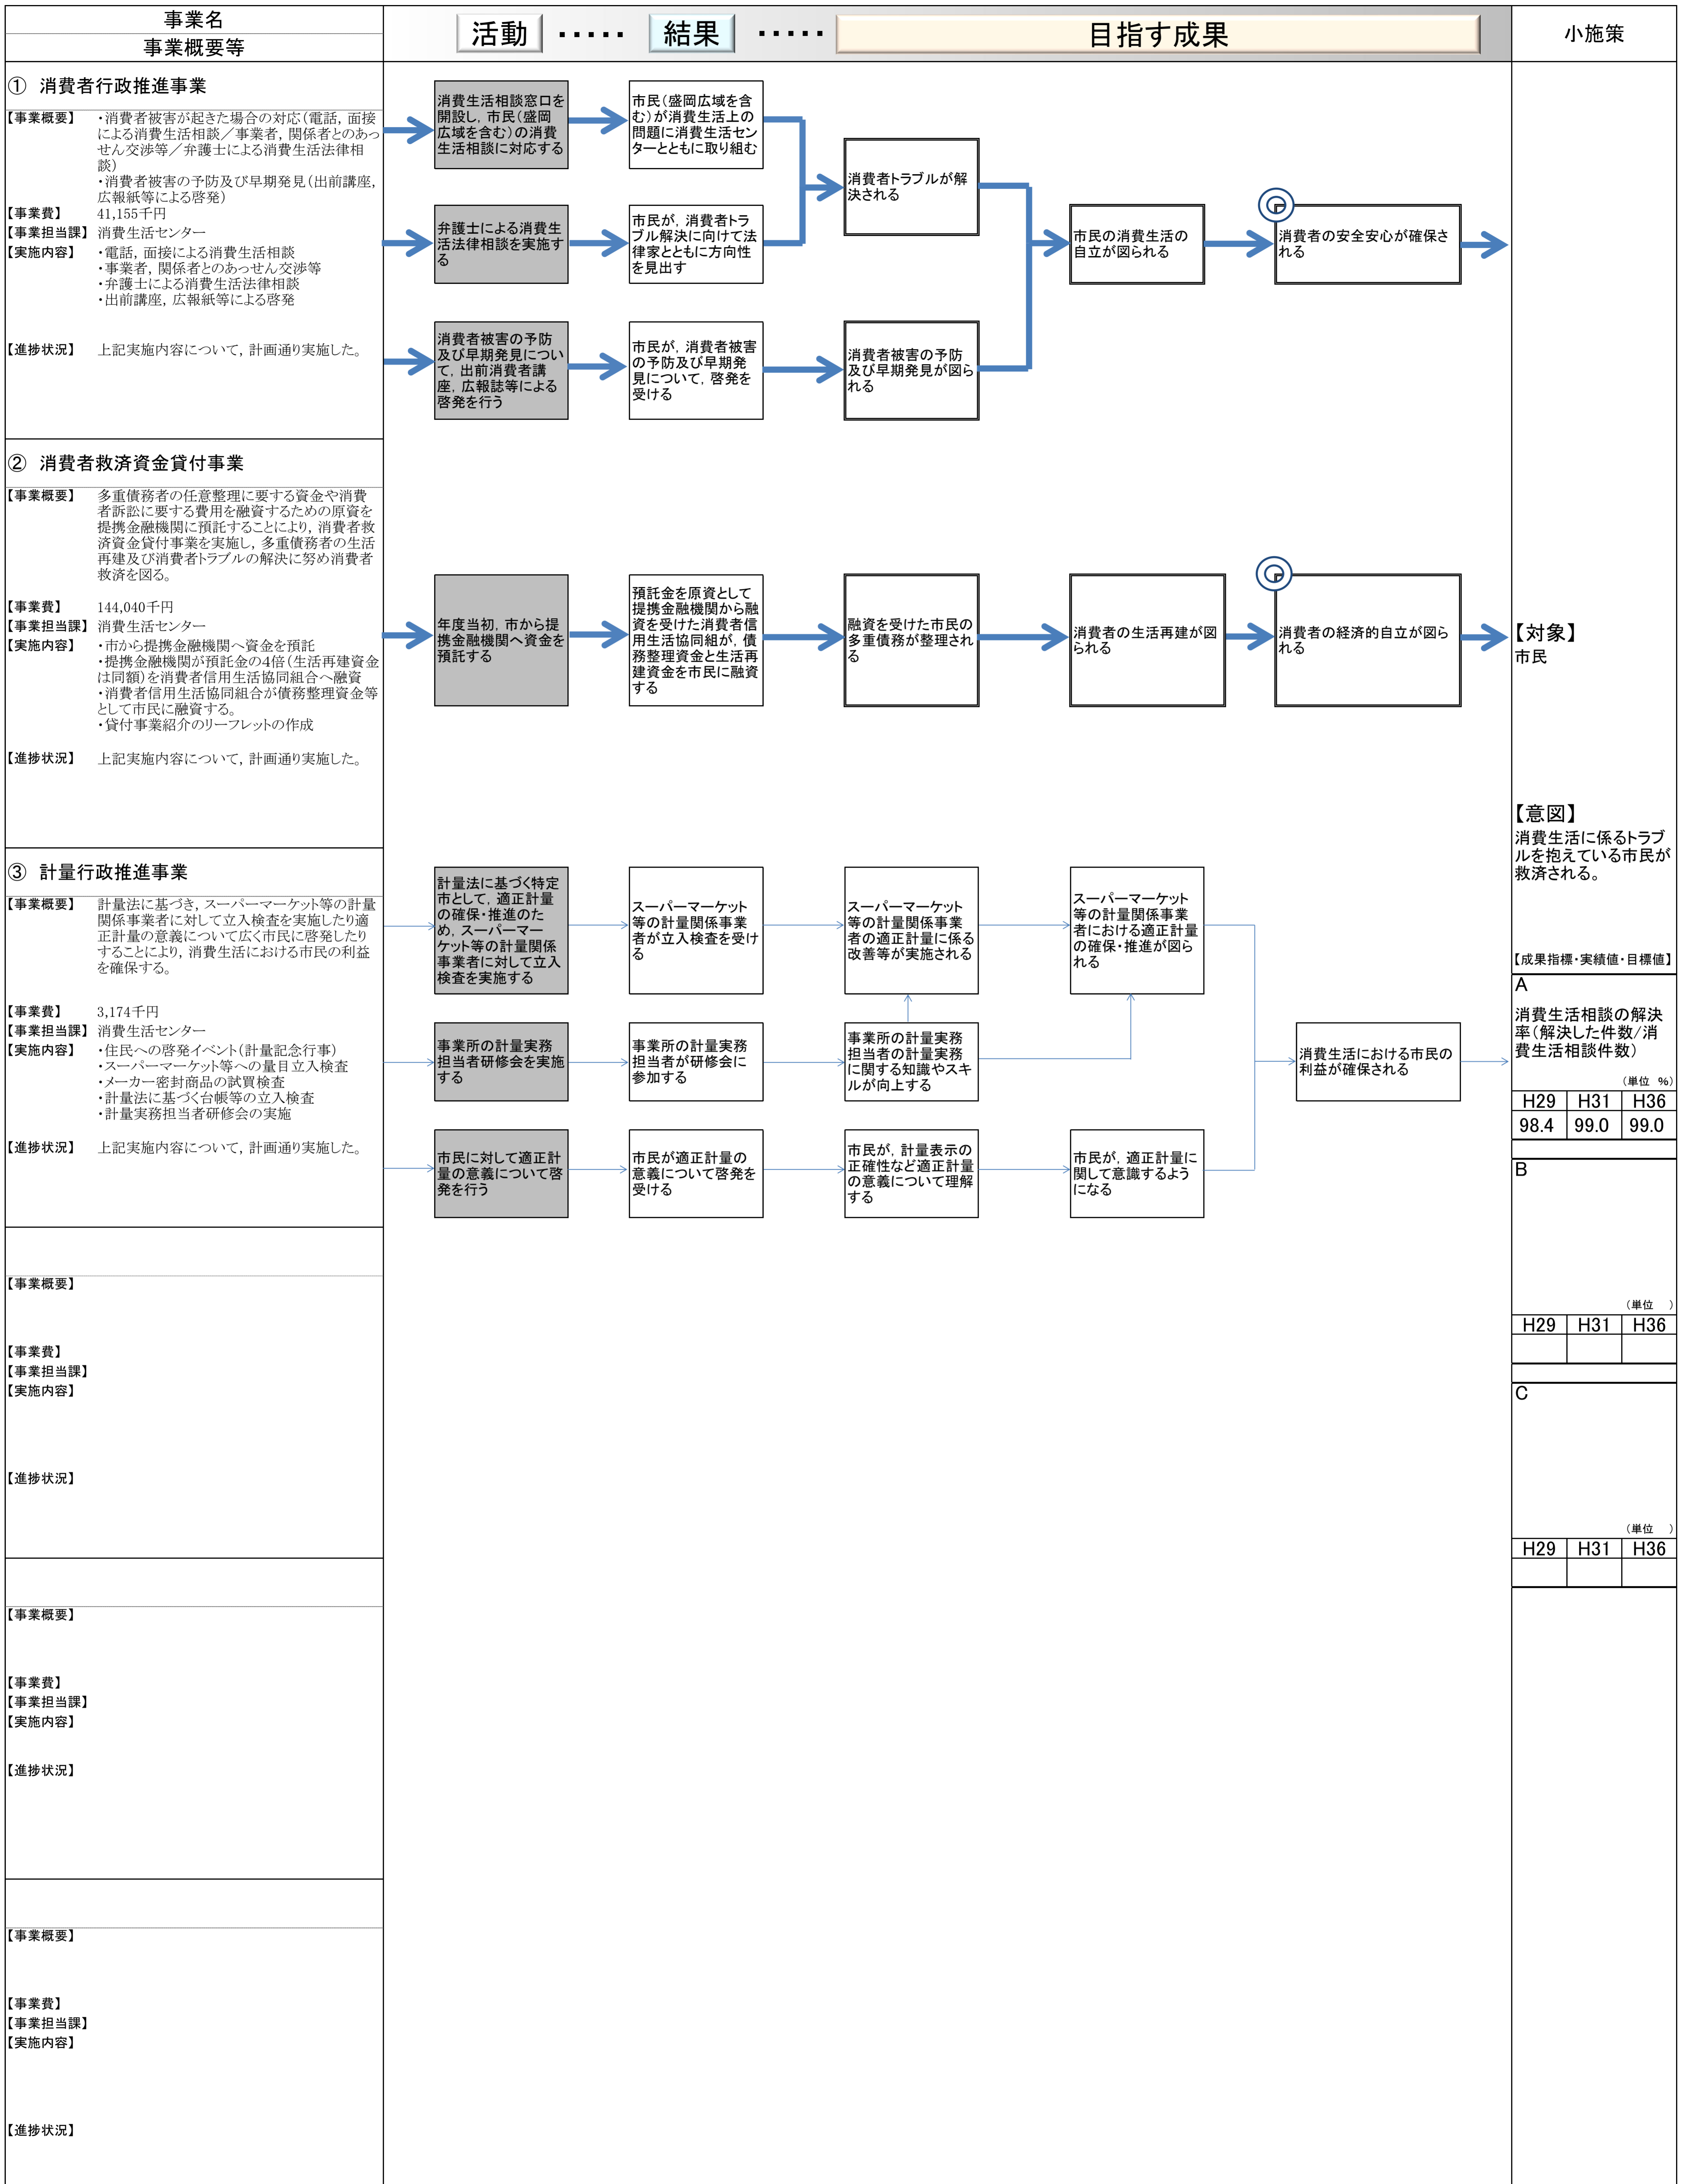 事業名
事業概要等
活動
・・・・・
結果
・・・・・
目指す成果
小施策
① 消費者行政推進事業
【事業概要】
・消費者被害が起きた場合の対応（電話，面接
による消費生活相談／事業者，関係者とのあっ
せん交渉等／弁護士による消費生活法律相
談）
・消費者被害の予防及び早期発見（出前講座，
広報紙等による啓発）
【事業費】 41,155千円
【事業担当課】 消費生活センター
【実施内容】 ・電話，面接による消費生活相談
・事業者，関係者とのあっせん交渉等
・弁護士による消費生活法律相談
・出前講座，広報紙等による啓発
【進捗状況】 上記実施内容について，計画通り実施した。
消費生活相談窓口を
開設し，市民（盛岡
広域を含む）の消費
生活相談に対応する
市民（盛岡広域を含
む）が消費生活上の
問題に消費生活セン
ターとともに取り組む
弁護士による消費生
活法律相談を実施す
る
市民が，消費者トラ
ブル解決に向けて法
律家とともに方向性
を見出す
消費者トラブルが解
決される
消費者被害の予防
及び早期発見につい
て，出前消費者講
座，広報誌等による
啓発を行う
市民が，消費者被害
の予防及び早期発
見について，啓発を
受ける
消費者被害の予防
及び早期発見が図ら
れる
市民の消費生活の
自立が図られる
消費者の安全安心が確保さ
れる
② 消費者救済資金貸付事業
【事業概要】 多重債務者の任意整理に要する資金や消費
者訴訟に要する費用を融資するための原資を
提携金融機関に預託することにより，消費者救
済資金貸付事業を実施し，多重債務者の生活
再建及び消費者トラブルの解決に努め消費者
救済を図る。
【事業費】 144,040千円
【事業担当課】 消費生活センター
【実施内容】 ・市から提携金融機関へ資金を預託
・提携金融機関が預託金の4倍（生活再建資金
は同額）を消費者信用生活協同組合へ融資
・消費者信用生活協同組合が債務整理資金等
として市民に融資する。
・貸付事業紹介のリーフレットの作成
【進捗状況】 上記実施内容について，計画通り実施した。
年度当初，市から提
携金融機関へ資金を
預託する
預託金を原資として
提携金融機関から融
資を受けた消費者信
用生活協同組が，債
務整理資金と生活再
建資金を市民に融資
する
融資を受けた市民の
多重債務が整理され
る
消費者の生活再建が図
られる
消費者の経済的自立が図ら
れる
③ 計量行政推進事業
【事業概要】 計量法に基づき，スーパーマーケット等の計量
関係事業者に対して立入検査を実施したり適
正計量の意義について広く市民に啓発したり
することにより，消費生活における市民の利益
を確保する。
【事業費】 3,174千円
【事業担当課】 消費生活センター
【実施内容】 ・住民への啓発イベント（計量記念行事）
・スーパーマーケット等への量目立入検査
・メーカー密封商品の試買検査
・計量法に基づく台帳等の立入検査
・計量実務担当者研修会の実施
【進捗状況】 上記実施内容について，計画通り実施した。
計量法に基づく特定
市として，適正計量
の確保・推進のた
め，スーパーマー
ケット等の計量関係
事業者に対して立入
検査を実施する
スーパーマーケット
等の計量関係事業
者が立入検査を受け
る
スーパーマーケット
等の計量関係事業
者の適正計量に係る
改善等が実施される
スーパーマーケット
等の計量関係事業
者における適正計量
の確保・推進が図ら
れる
事業所の計量実務
担当者研修会を実施
する
事業所の計量実務
担当者が研修会に
参加する
事業所の計量実務
担当者の計量実務
に関する知識やスキ
ルが向上する
消費生活における市民の
利益が確保される
市民に対して適正計
量の意義について啓
発を行う
市民が適正計量の
意義について啓発を
受ける
市民が，計量表示の
正確性など適正計量
の意義について理解
する
市民が，適正計量に
関して意識するよう
になる
【対象】
市民
【意図】
消費生活に係るトラブ
ルを抱えている市民が
救済される。
【成果指標・実績値・目標値】
A
消費生活相談の解決
率（解決した件数/消
費生活相談件数）
（単位 %）
H29 H31 H36
98.4 99.0 99.0
B
（単位 ）
H29 H31 H36
C
（単位 ）
H29 H31 H36
【事業概要】
【事業費】
【事業担当課】
【実施内容】
【進捗状況】
【事業概要】
【事業費】
【事業担当課】
【実施内容】
【進捗状況】
【事業概要】
【事業費】
【事業担当課】
【実施内容】
【進捗状況】